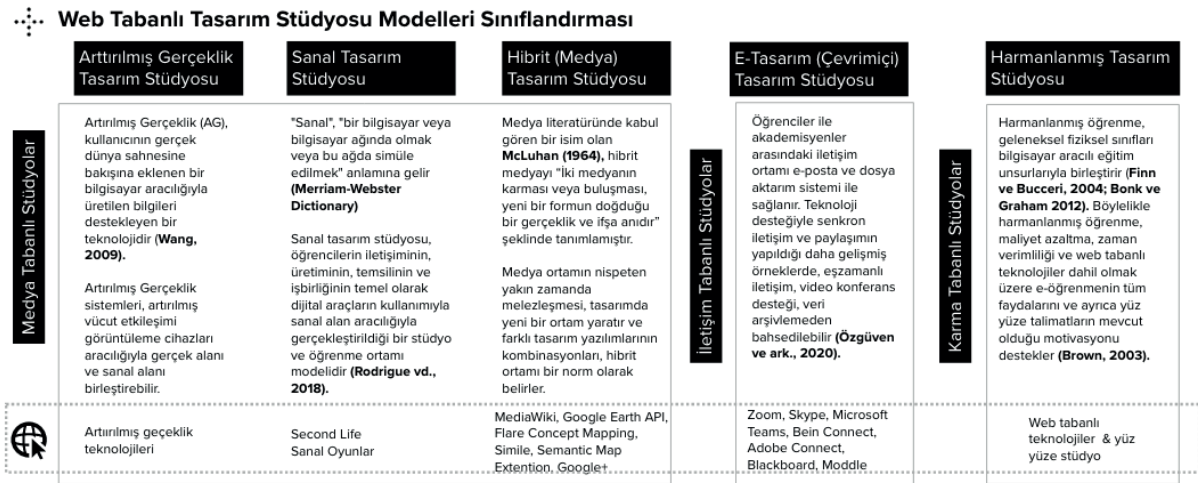 Web Tabanlı Tasarım Stüdyosu Modelleri Sınıflandırması
Medya Tabanlı Stüdyolar
Arttırılmış Gerçeklik
Tasarım Stüdyosu
Artırılmış Gerçeklik (AG),
kullanıcının gerçek
dünya sahnesine
bakışına eklenen bir
bilgisayar aracılığıyla
üretilen bilgileri
destekleyen bir
teknolojidir (Wang,
2009).
Artırılmış Gerçeklik
sistemleri, artırılmış
vücut etkileşimi
görüntüleme cihazları
aracılığıyla gerçek alanı
ve sanal alanı
birleştirebilir.
Artıırılmış geçeklik
teknolojileri
Sanal Tasarım
Stüdyosu
"Sanal", "bir bilgisayar veya
bilgisayar ağında olmak
veya bu ağda simüle
edilmek" anlamına gelir
(Merriam-Webster
Dictionary)
Sanal tasarım stüdyosu,
öğrencilerin iletişiminin,
üretiminin, temsilinin ve
işbirliğinin temel olarak
dijital araçların kullanımıyla
sanal alan aracılığıyla
gerçekleştirildiği bir stüdyo
ve öğrenme ortamı
modelidir (Rodrigue vd.,
2018).
Second Life
Sanal Oyunlar
Hibrit (Medya)
Tasarım Stüdyosu
Medya literatüründe kabul
gören bir isim olan
McLuhan (1964), hibrit
medyayı “İki medyanın
karması veya buluşması,
yeni bir formun doğduğu
bir gerçeklik ve ifşa anıdır”
şeklinde tanımlamıştır.
Medya ortamın nispeten
yakın zamanda
melezleşmesi, tasarımda
yeni bir ortam yaratır ve
farklı tasarım yazılımlarının
kombinasyonları, hibrit
ortamı bir norm olarak
belirler.
MediaWiki, Google Earth API,
Flare Concept Mapping,
Simile, Semantic Map
Extention, Google+
İletişim Tabanlı Stüdyolar
E-Tasarım (Çevrimiçi)
Tasarım Stüdyosu
Öğrenciler ile
akademisyenler
arasındaki iletişim
ortamı e-posta ve dosya
aktarım sistemi ile
sağlanır. Teknoloji
desteğiyle senkron
iletişim ve paylaşımın
yapıldığı daha gelişmiş
örneklerde, eşzamanlı
iletişim, video konferans
desteği, veri
arşivlemeden
bahsedilebilir (Özgüven
ve ark., 2020).
Zoom, Skype, Microsoft
Teams, Bein Connect,
Adobe Connect,
Blackboard, Moddle
Karma Tabanlı Stüdyolar
Harmanlanmış Tasarım
Stüdyosu
Harmanlanmış öğrenme,
geleneksel fiziksel sınıfları
bilgisayar aracılı eğitim
unsurlarıyla birleştirir (Finn
ve Bucceri, 2004; Bonk ve
Graham 2012). Böylelikle
harmanlanmış öğrenme,
maliyet azaltma, zaman
verimliliği ve web tabanlı
teknolojiler dahil olmak
üzere e-öğrenmenin tüm
faydalarını ve ayrıca yüz
yüze talimatların mevcut
olduğu motivasyonu
destekler (Brown, 2003).
Web tabanlı
teknolojiler & yüz
yüze stüdyo